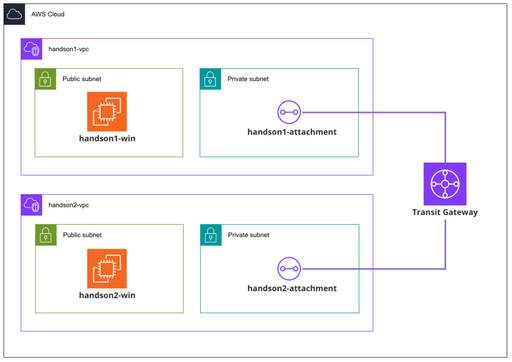 AWS Cloud
handson1-vpc
Public subnet
Private subnet
handson1-win
handson1-attachment
Transit Gateway
handson2-vpc
Public subnet
Private subnet
handson2-win
handson2-attachment